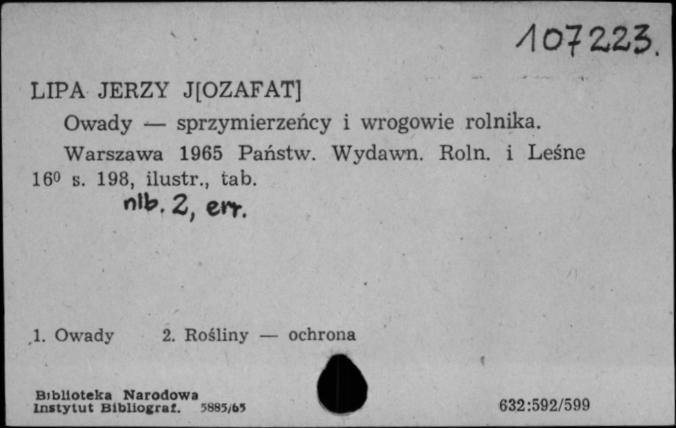 107223.
LIPA JERZY J[OZAFAT]
Owady — sprzymierzeńcy i wrogowie rolnika.
Warszawa 1965 Państw. Wydawn. Roln. i Leśne
16⁰ s. 198, ilustr., tab.
nlb. 2, err.
1. Owady 2. Rośliny — ochrona
Biblioteka Narodowa
Instytut Bibliograf. 5885/65
632:592/599